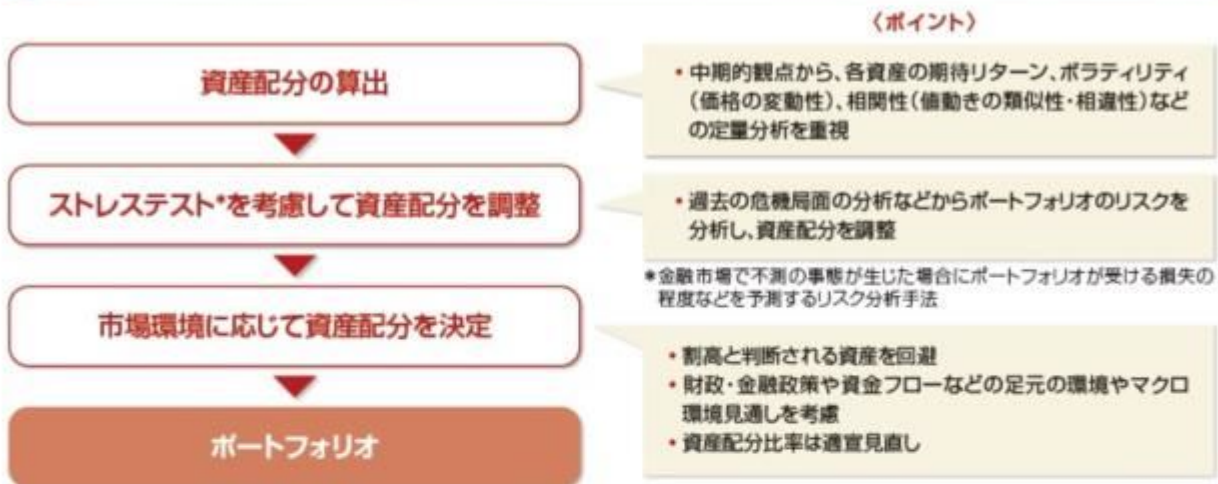 〈ポイント〉
資産配分の算出
• 中期的観点から、各資産の期待リターン、ボラティリティ
（価格の変動性）、相関性（値動きの類似性・相違性）など
の定量分析を重視
ストレステスト*を考慮して資産配分を調整
• 過去の危機局面の分析などからポートフォリオのリスクを
分析し、資産配分を調整
*金融市場で不測の事態が生じた場合にポートフォリオが受ける損失の
程度などを予測するリスク分析手法
市場環境に応じて資産配分を決定
• 割高と判断される資産を回避
• 財政・金融政策や資金フローなどの足元の環境やマクロ
環境見通しを考慮
• 資産配分比率は適宜見直し
ポートフォリオ